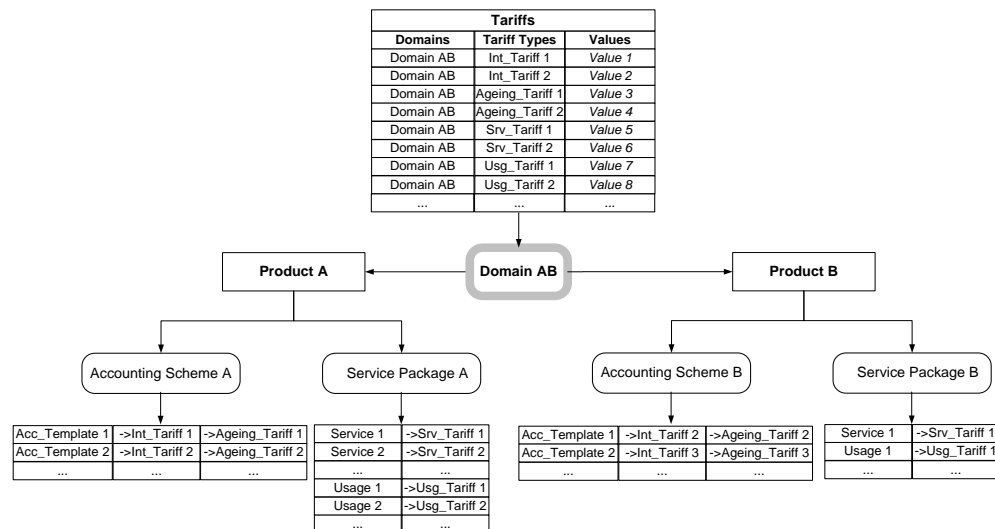 Tariffs
Domains Tariff Types Values
Domain AB Int_Tariff 1 Value 1
Domain AB Int_Tariff 2 Value 2
Domain AB Ageing_Tariff 1 Value 3
Domain AB Ageing_Tariff 2 Value 4
Domain AB Srv_Tariff 1 Value 5
Domain AB Srv_Tariff 2 Value 6
Domain AB Usg_Tariff 1 Value 7
Domain AB Usg_Tariff 2 Value 8
... ... ...
Product A
Domain AB
Product B
Accounting Scheme A
Service Package A
Accounting Scheme B
Service Package B
Acc_Template 1 ->Int_Tariff 1 ->Ageing_Tariff 1
Acc_Template 2 ->Int_Tariff 2 ->Ageing_Tariff 2
... ... ...
Service 1 ->Srv_Tariff 1
Service 2 ->Srv_Tariff 2
... ...
Usage 1 ->Usg_Tariff 1
Usage 2 ->Usg_Tariff 2
... ...
Acc_Template 1 ->Int_Tariff 2 ->Ageing_Tariff 2
Acc_Template 2 ->Int_Tariff 3 ->Ageing_Tariff 3
... ... ...
Service 1 ->Srv_Tariff 1
Usage 1 ->Usg_Tariff 1
... ...